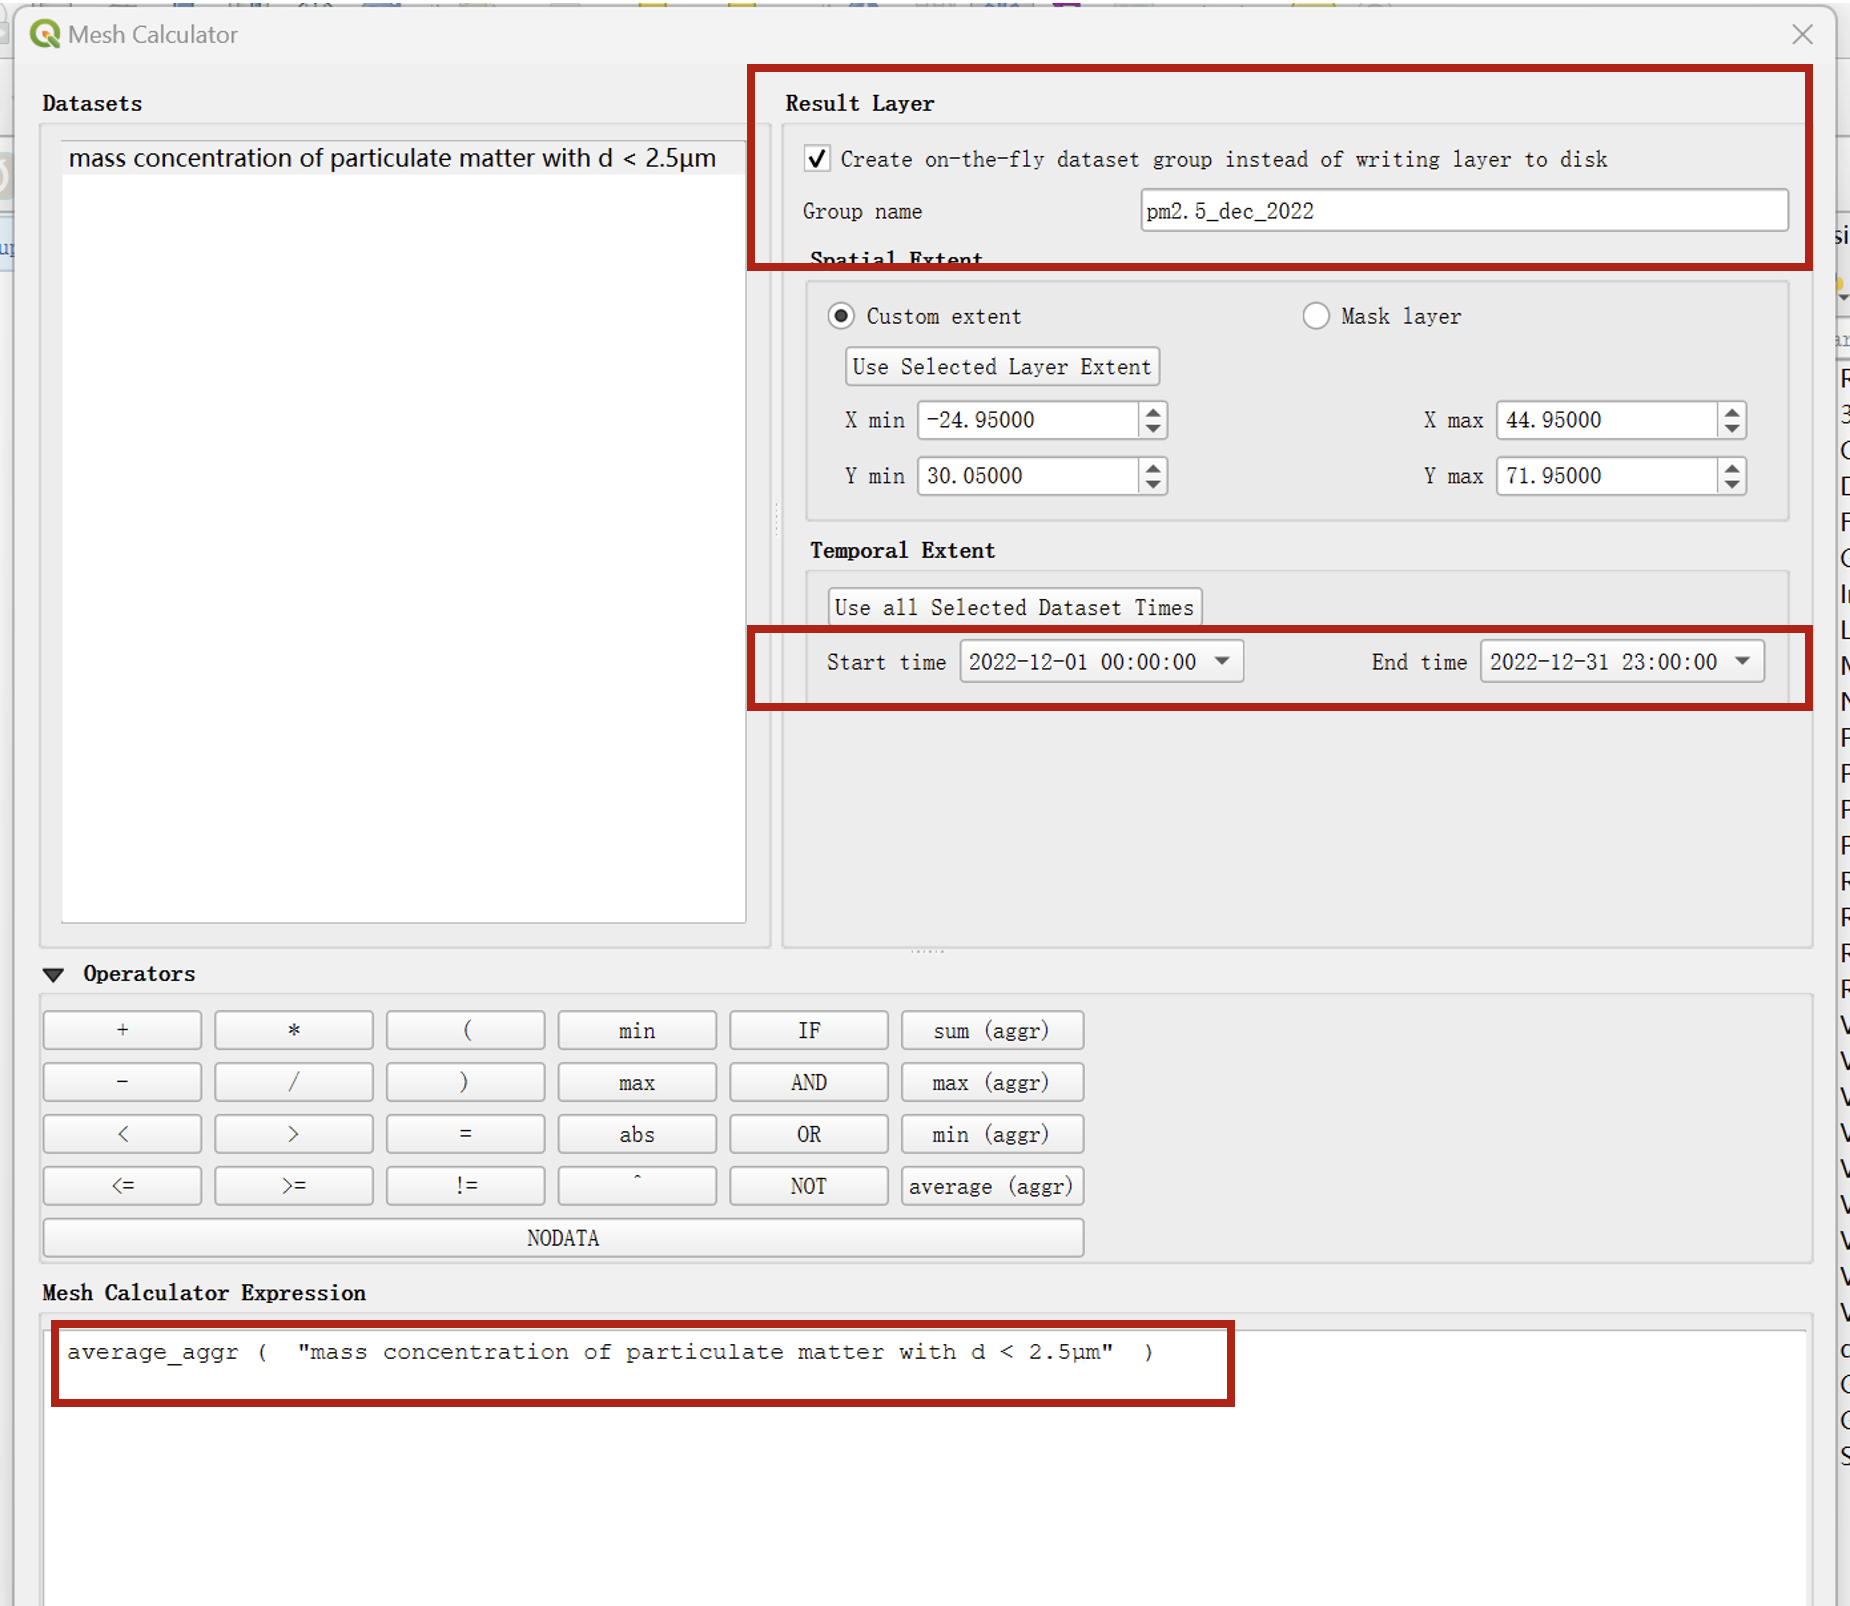 Mesh Calculator
Datasets
mass concentration of particulate matter with d < 2.5µm
Result Layer
Create on-the-fly dataset group instead of writing layer to disk
Group name pm2.5_dec_2022
Spatial Extent
Custom extent Mask layer
Use Selected Layer Extent
X min -24.95000 X max 44.95000
Y min 30.05000 Y max 71.95000
Temporal Extent
Use all Selected Dataset Times
Start time 2022-12-01 00:00:00 End time 2022-12-31 23:00:00
Operators
+ * ( min IF sum (aggr)
- / ) max AND max (aggr)
< > = abs OR min (aggr)
<= >= != ^ NOT average (aggr)
NODATA
Mesh Calculator Expression
average_aggr ( "mass concentration of particulate matter with d < 2.5µm" )